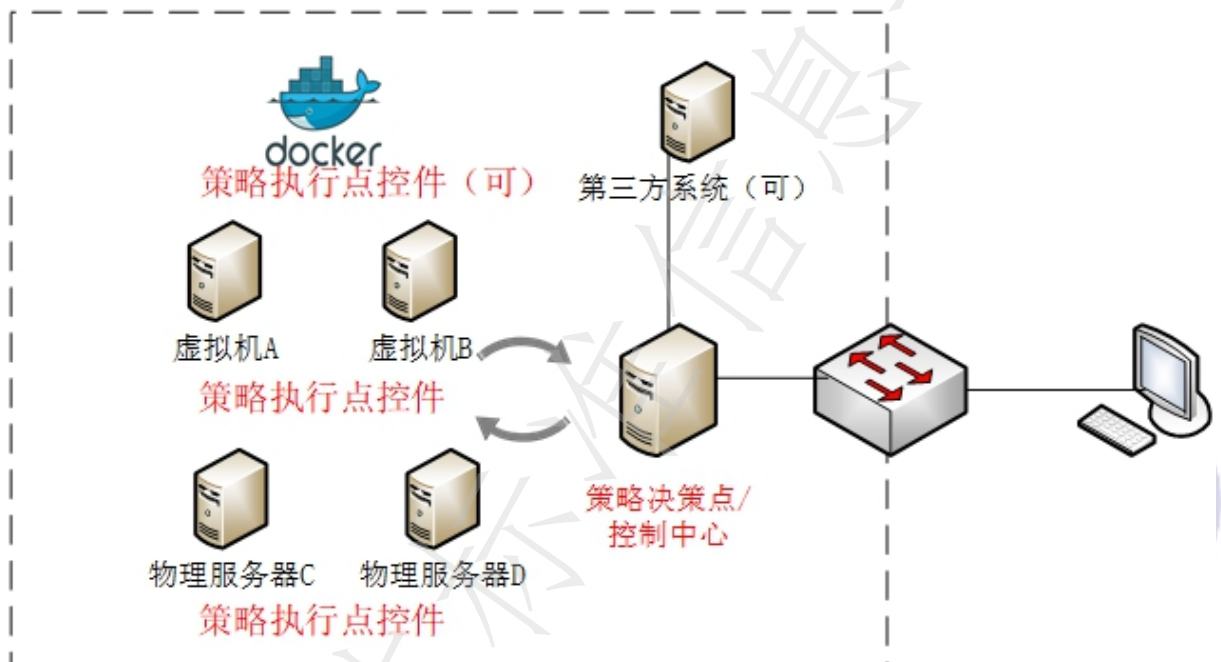 docker
策略执行点控件（可）
第三方系统（可）
虚拟机A
虚拟机B
策略执行点控件
策略决策点/
控制中心
物理服务器C
物理服务器D
策略执行点控件